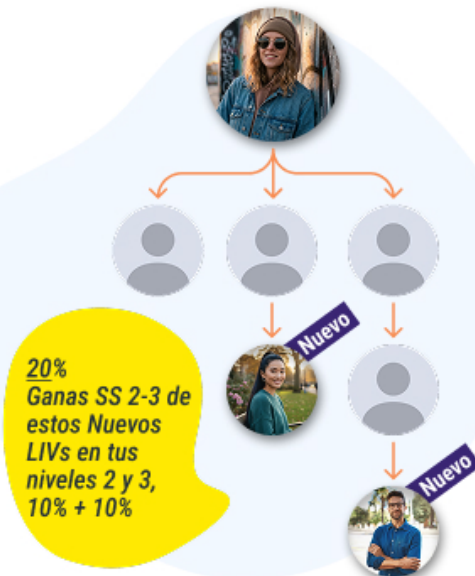 Nuevo
20%
Ganas SS 2-3 de
estos Nuevos
LIVs en tus
niveles 2 y 3,
10% + 10%
Nuevo